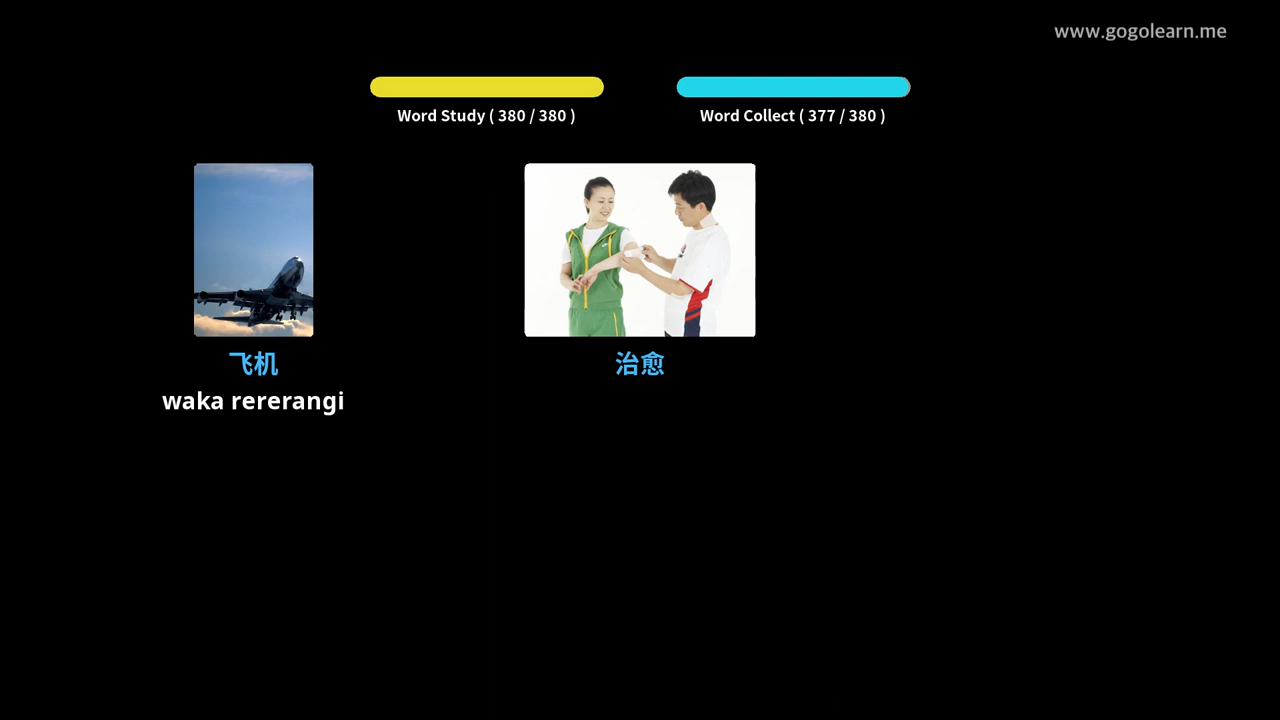 www.gogolearn.me
Word Study ( 380 / 380 )
Word Collect ( 377 / 380 )
飞机
治愈
waka rererangi